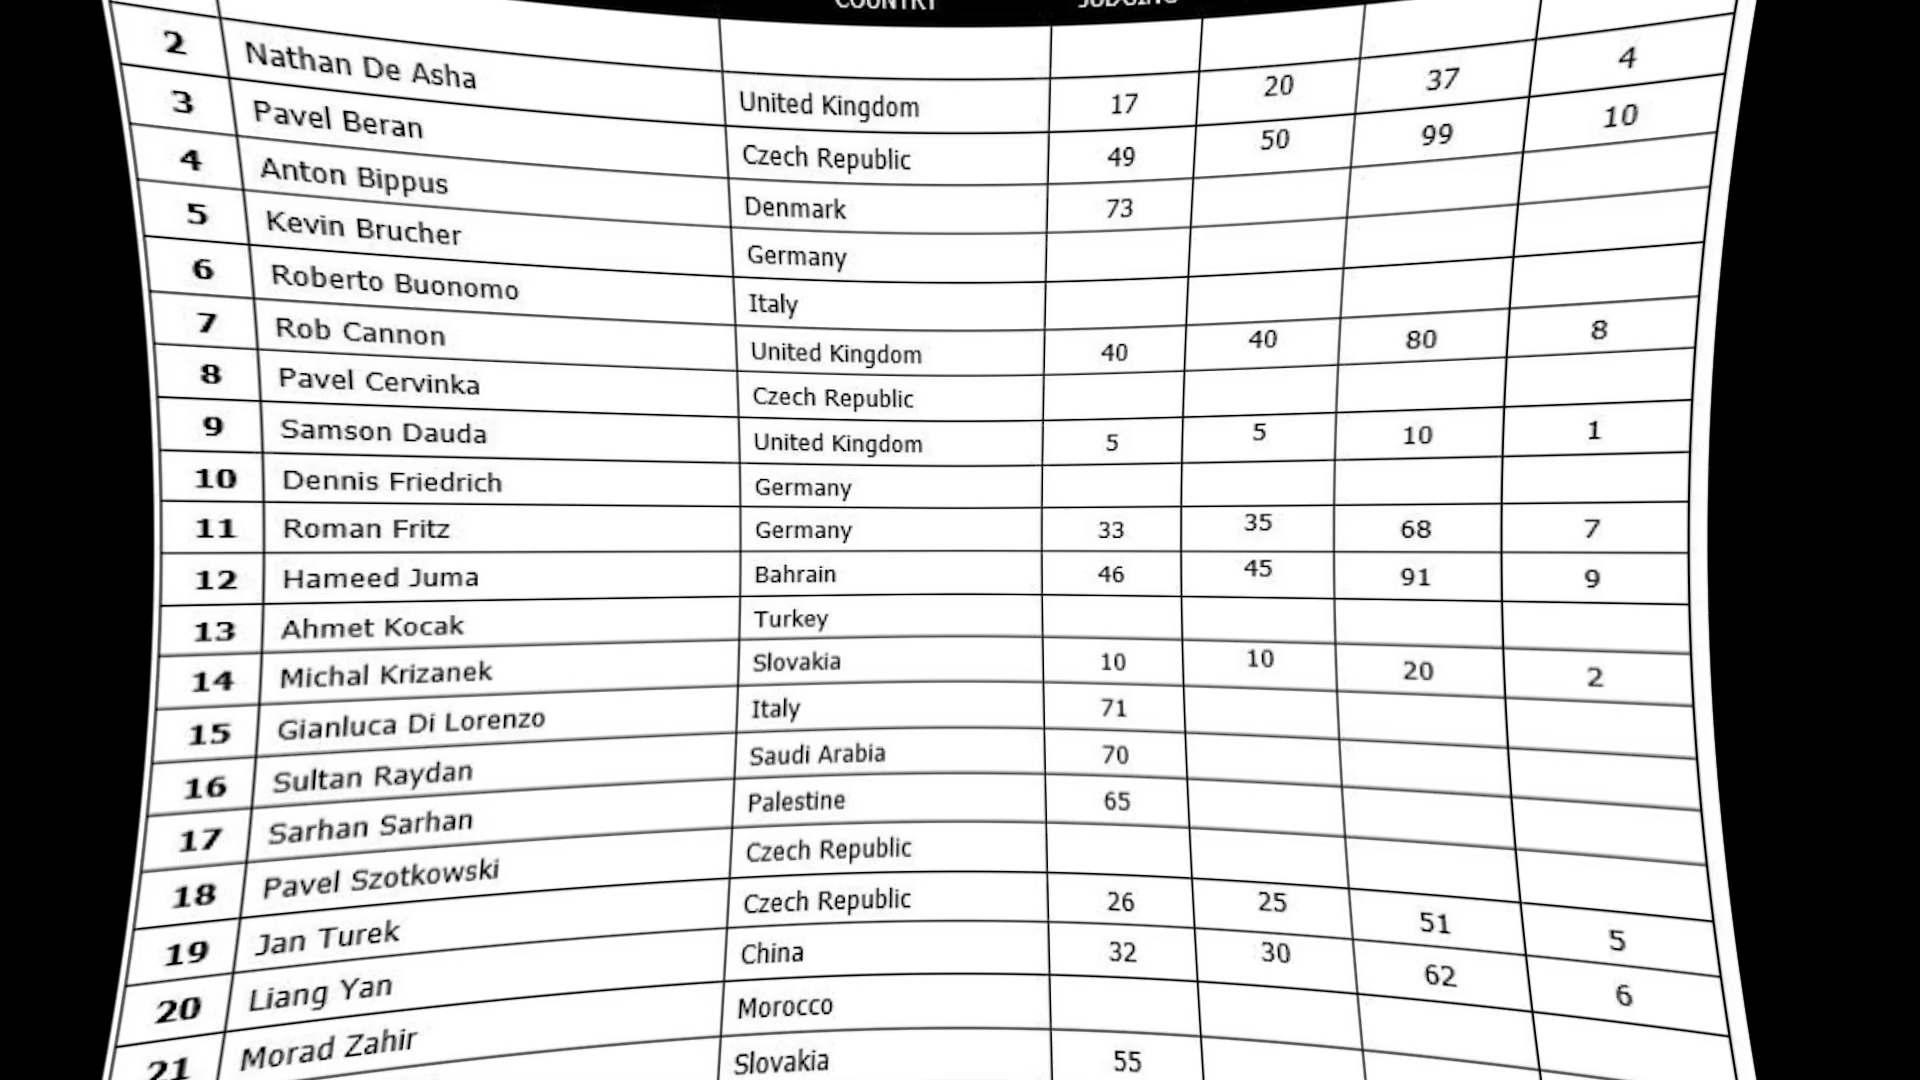 COUNTRY JUDGING
2 Nathan De Asha United Kingdom 17 20 37 4
3 Pavel Beran Czech Republic 49 50 99 10
4 Anton Bippus Denmark 73
5 Kevin Brucher Germany
6 Roberto Buonomo Italy
7 Rob Cannon United Kingdom 40 40 80 8
8 Pavel Cervinka Czech Republic
9 Samson Dauda United Kingdom 5 5 10 1
10 Dennis Friedrich Germany
11 Roman Fritz Germany 33 35 68 7
12 Hameed Juma Bahrain 46 45 91 9
13 Ahmet Kocak Turkey
14 Michal Krizanek Slovakia 10 10 20 2
15 Gianluca Di Lorenzo Italy 71
16 Sultan Raydan Saudi Arabia 70
17 Sarhan Sarhan Palestine 65
18 Pavel Szotkowski Czech Republic
19 Jan Turek Czech Republic 26 25 51 5
20 Liang Yan China 32 30 62 6
21 Morad Zahir Morocco
Slovakia 55